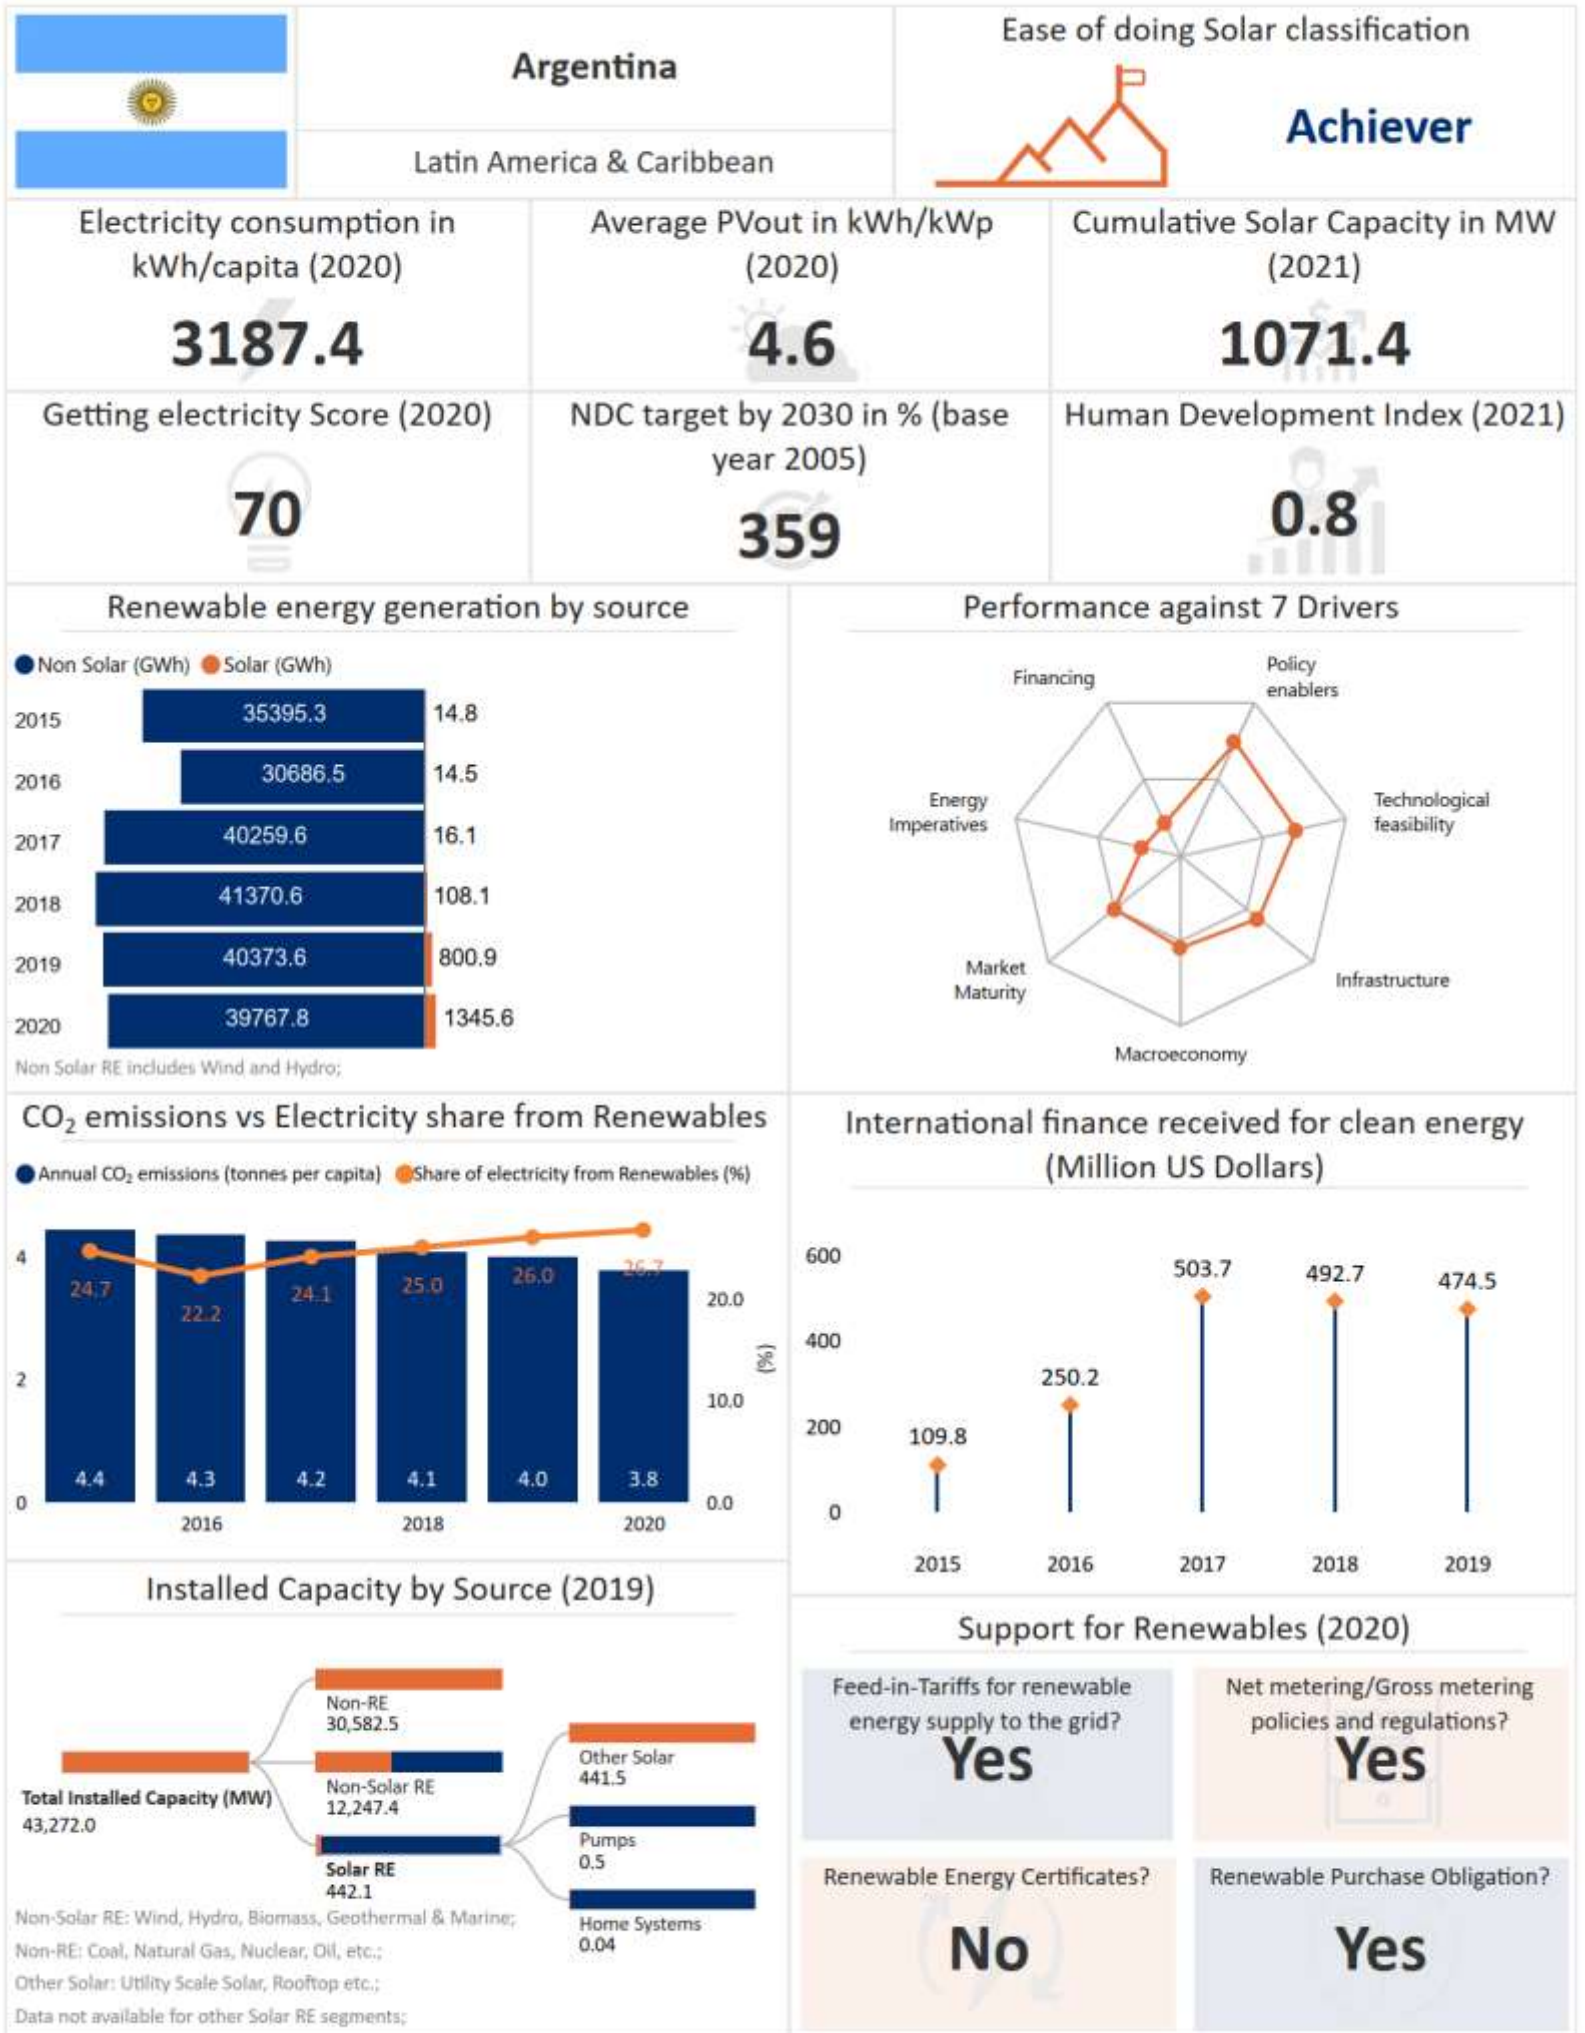 Argentina
Latin America & Caribbean
Ease of doing Solar classification
Achiever
Electricity consumption in
kWh/capita (2020)
3187.4
Average PVout in kWh/kWp
(2020)
4.6
Cumulative Solar Capacity in MW
(2021)
1071.4
Getting electricity Score (2020)
70
NDC target by 2030 in % (base
year 2005)
359
Human Development Index (2021)
0.8
Renewable energy generation by source
Non Solar (GWh) Solar (GWh)
2015 35395.3 14.8
2016 30686.5 14.5
2017 40259.6 16.1
2018 41370.6 108.1
2019 40373.6 800.9
2020 39767.8 1345.6
Non Solar RE includes Wind and Hydro;
Performance against 7 Drivers
Financing
Policy
enablers
Energy
Imperatives
Technological
feasibility
Market
Maturity
Infrastructure
Macroeconomy
CO₂ emissions vs Electricity share from Renewables
Annual CO₂ emissions (tonnes per capita) Share of electricity from Renewables (%)
4
24.7 22.2 24.1 25.0 26.0 26.7
20.0
(%)
2
10.0
4.4 4.3 4.2 4.1 4.0 3.8
0 0.0
2016 2018 2020
International finance received for clean energy
(Million US Dollars)
600
503.7 492.7 474.5
400
250.2
200
109.8
0
2015 2016 2017 2018 2019
Installed Capacity by Source (2019)
Total Installed Capacity (MW)
43,272.0
Non-RE
30,582.5
Non-Solar RE
12,247.4
Solar RE
442.1
Other Solar
441.5
Pumps
0.5
Home Systems
0.04
Non-Solar RE: Wind, Hydro, Biomass, Geothermal & Marine;
Non-RE: Coal, Natural Gas, Nuclear, Oil, etc.;
Other Solar: Utility Scale Solar, Rooftop etc.;
Data not available for other Solar RE segments;
Support for Renewables (2020)
Feed-in-Tariffs for renewable
energy supply to the grid?
Yes
Net metering/Gross metering
policies and regulations?
Yes
Renewable Energy Certificates?
No
Renewable Purchase Obligation?
Yes